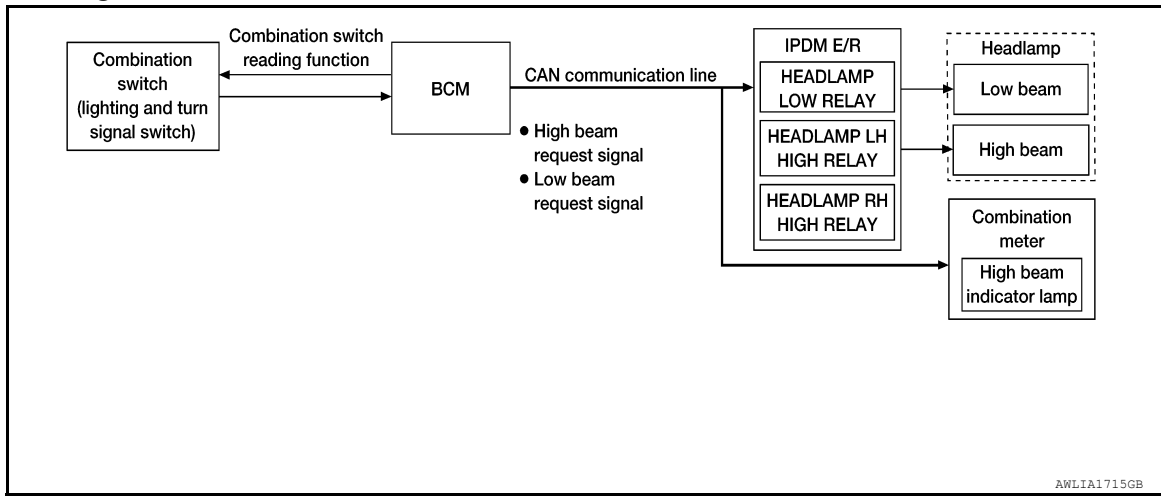 Combination
switch
(lighting and turn
signal switch)
Combination switch
reading function
BCM
CAN communication line
● High beam
request signal
● Low beam
request signal
IPDM E/R
HEADLAMP
LOW RELAY
HEADLAMP LH
HIGH RELAY
HEADLAMP RH
HIGH RELAY
Headlamp
Low beam
High beam
Combination
meter
High beam
indicator lamp
AWLIA1715GB